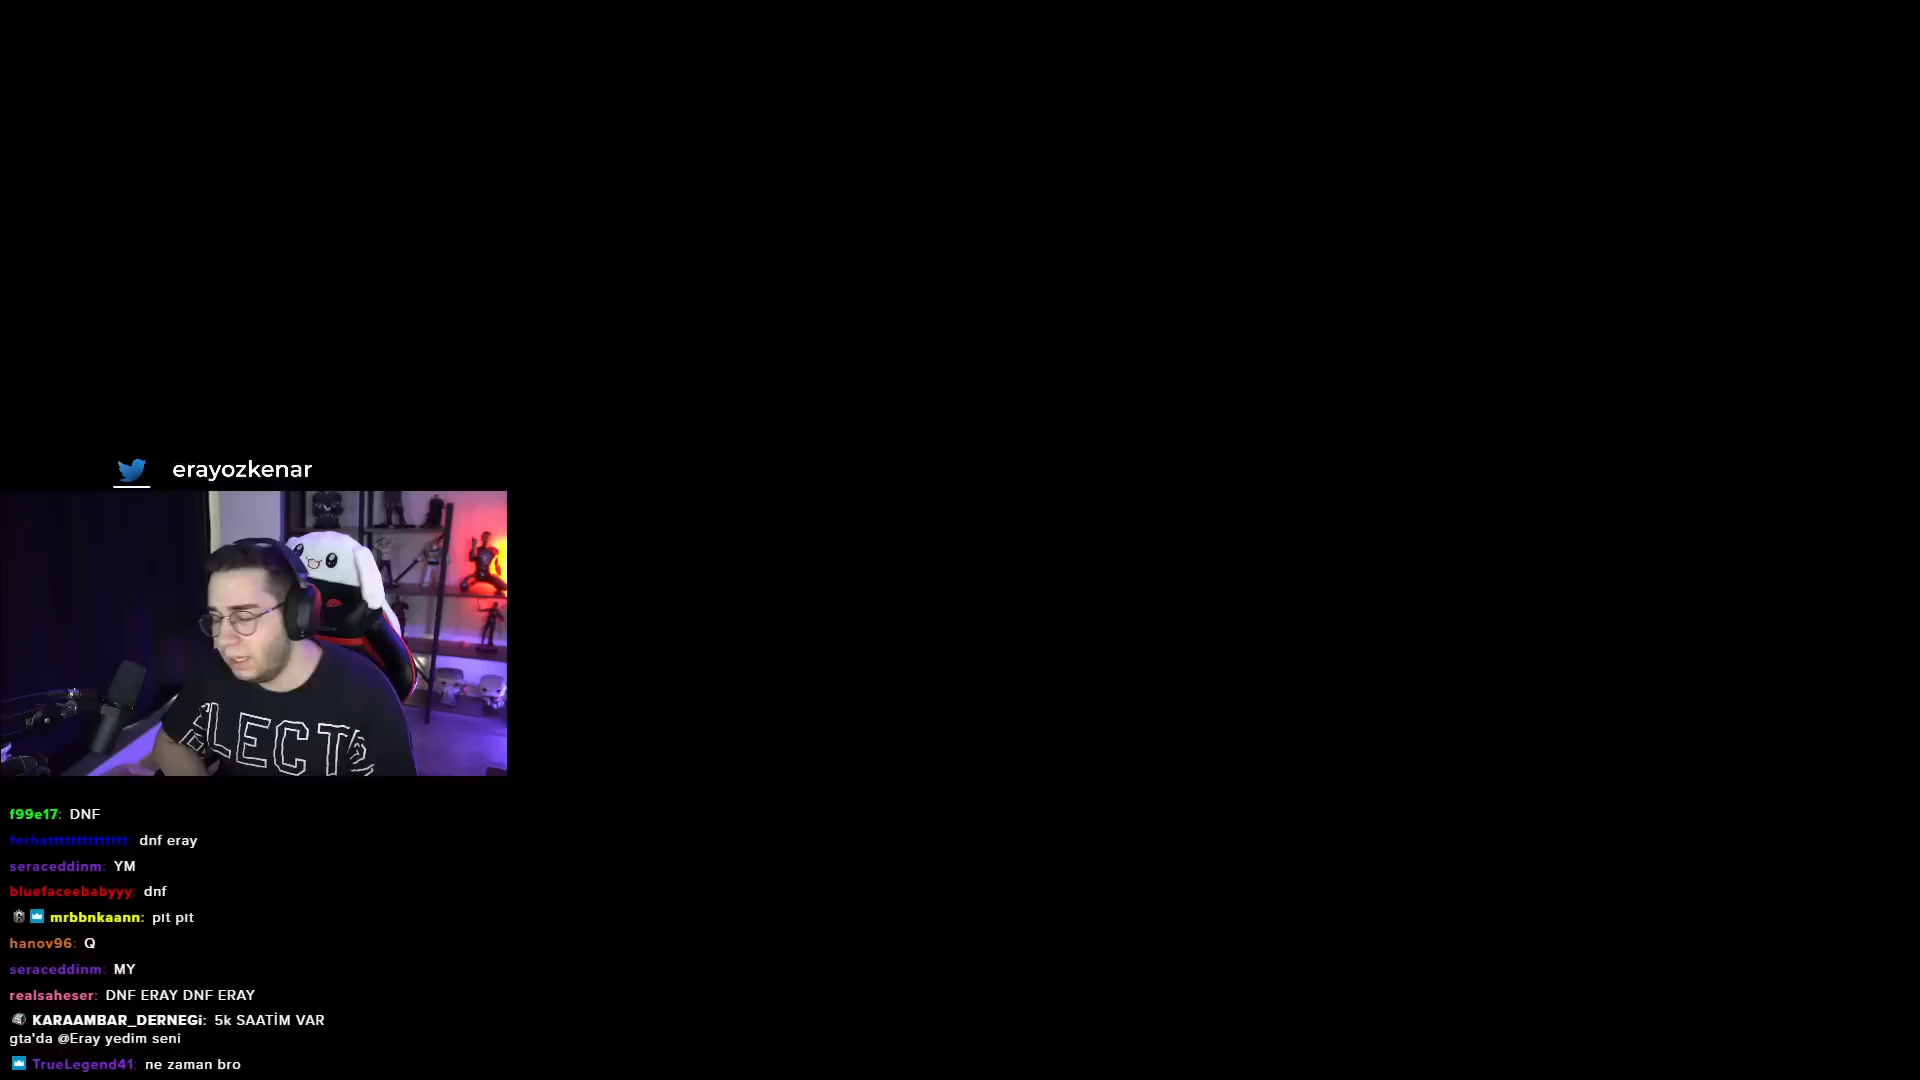 erayozkenar
ELECT
f99e17: DNF
dnf eray
seraceddinm: YM
bluefaceebabyyy: dnf
mrbbnkaann: pıt pıt
hanov96: Q
seraceddinm: MY
realsaheser: DNF ERAY DNF ERAY
KARAAMBAR_DERNEGi: 5k SAATİM VAR
gta'da @Eray yedim seni
TrueLegend41: ne zaman bro